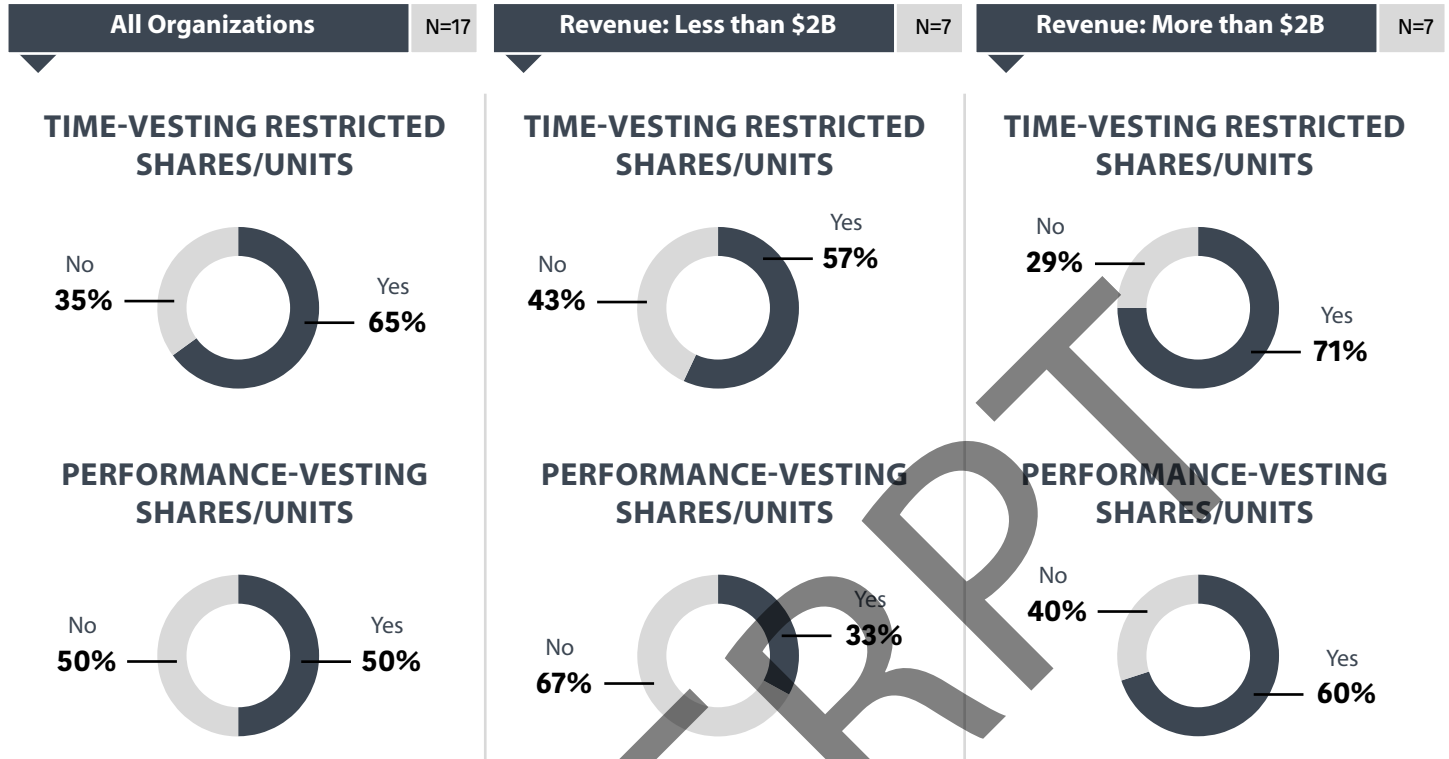 All Organizations N=17
TIME-VESTING RESTRICTED
SHARES/UNITS
No
35%
Yes
65%
PERFORMANCE-VESTING
SHARES/UNITS
No
50%
Yes
50%
Revenue: Less than $2B N=7
TIME-VESTING RESTRICTED
SHARES/UNITS
No
43%
Yes
57%
PERFORMANCE-VESTING
SHARES/UNITS
No
67%
Yes
33%
Revenue: More than $2B N=7
TIME-VESTING RESTRICTED
SHARES/UNITS
No
29%
Yes
71%
PERFORMANCE-VESTING
SHARES/UNITS
No
40%
Yes
60%